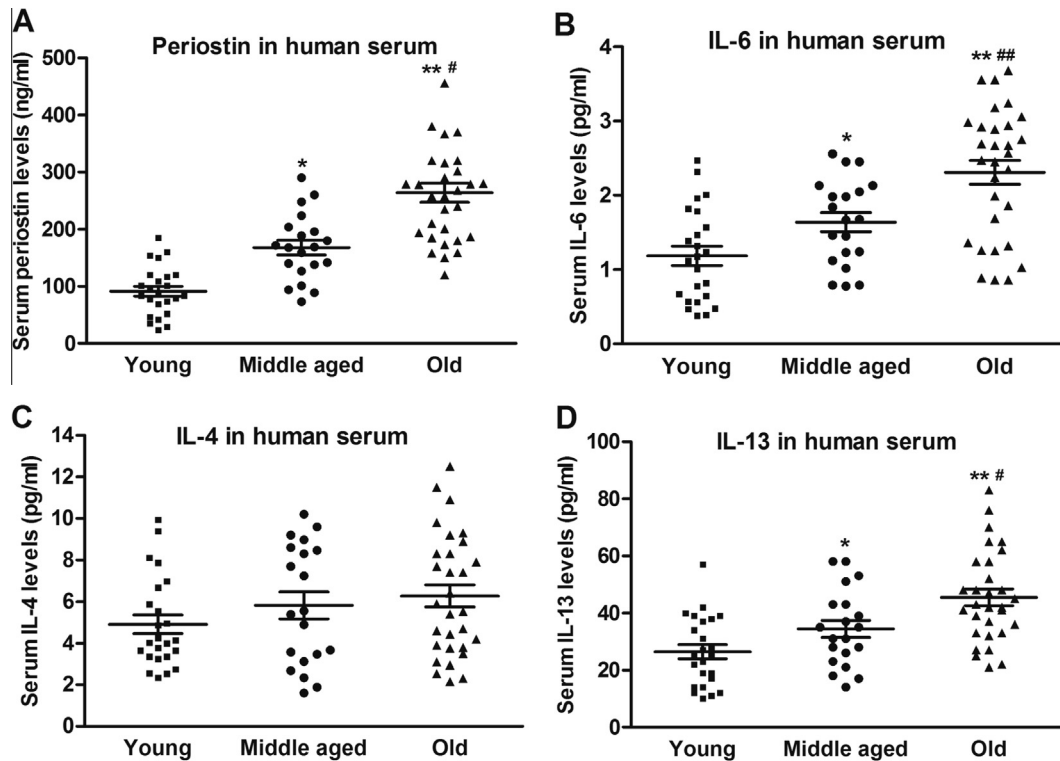 A
Periostin in human serum
Serum periostin levels (ng/ml)
500
400
300
200
100
0
*
** #
Young Middle aged Old
B
IL-6 in human serum
Serum IL-6 levels (pg/ml)
4
3
2
1
0
*
** ##
Young Middle aged Old
C
IL-4 in human serum
Serum IL-4 levels (pg/ml)
14
12
10
8
6
4
2
0
Young Middle aged Old
D
IL-13 in human serum
Serum IL-13 levels (pg/ml)
100
80
60
40
20
0
*
** #
Young Middle aged Old